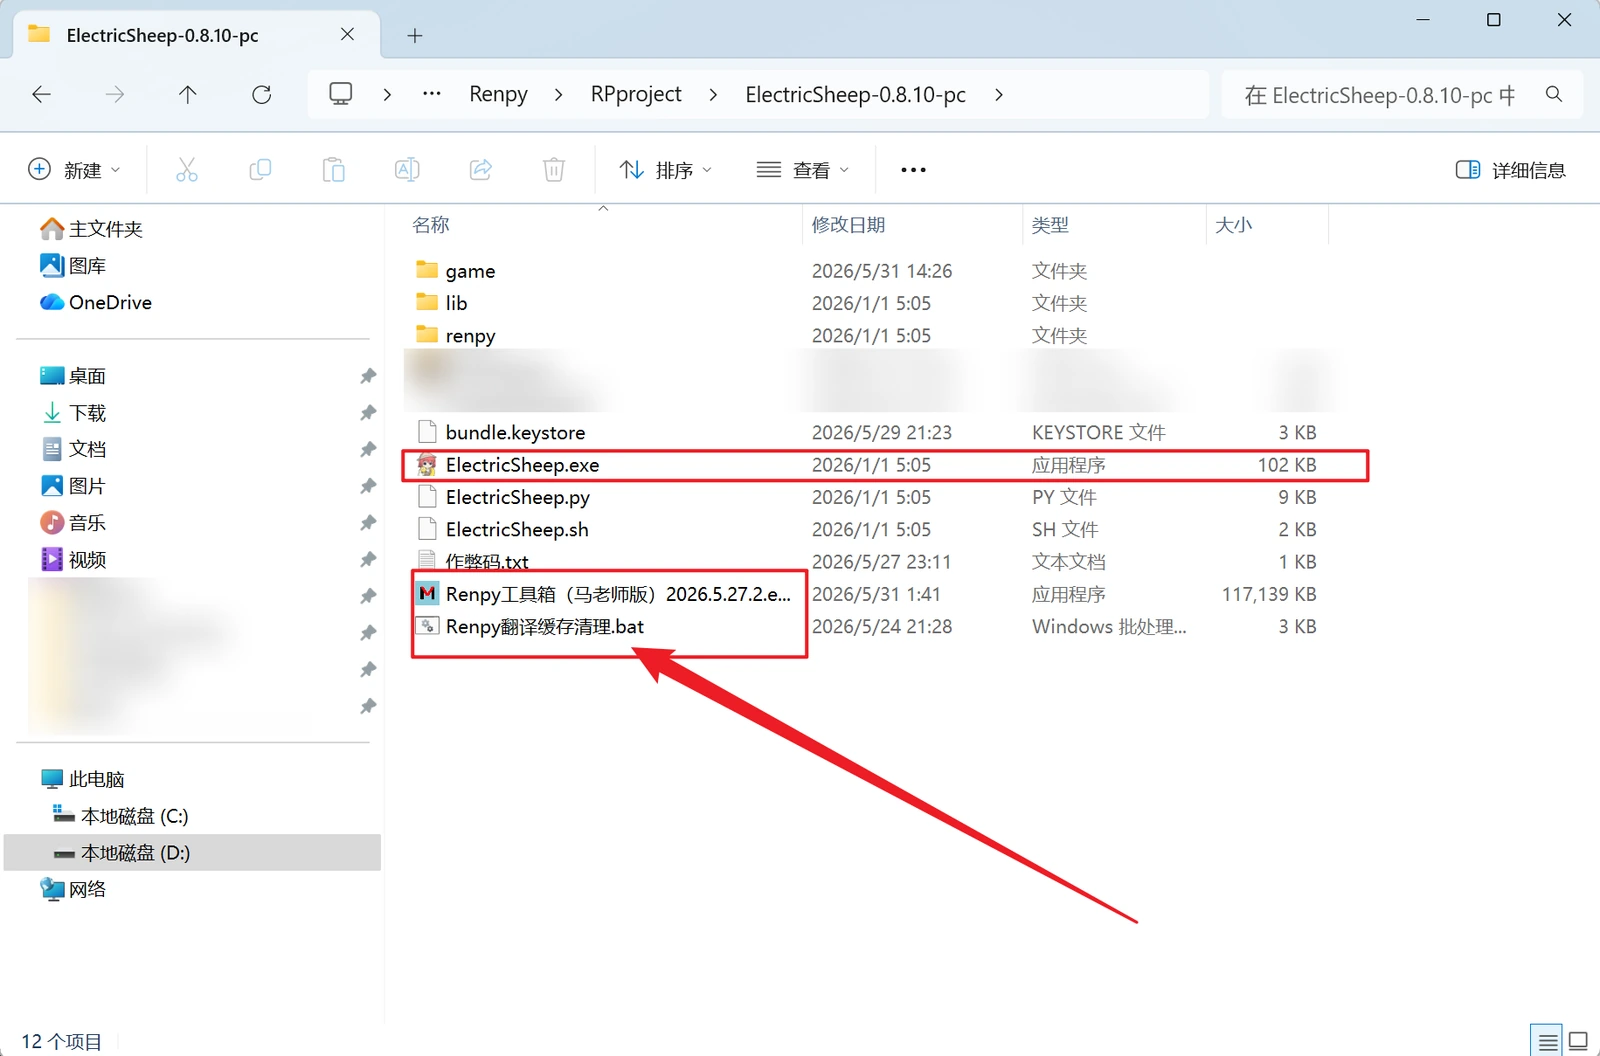 ElectricSheep-0.8.10-pc
Renpy > RPproject > ElectricSheep-0.8.10-pc >
在 ElectricSheep-0.8.10-pc 中
新建
排序
查看
详细信息
名称 修改日期 类型 大小
主文件夹
图库
OneDrive
桌面
下载
文档
图片
音乐
视频
此电脑
本地磁盘 (C:)
本地磁盘 (D:)
网络
game 2026/5/31 14:26 文件夹
lib 2026/1/1 5:05 文件夹
renpy 2026/1/1 5:05 文件夹
bundle.keystore 2026/5/29 21:23 KEYSTORE 文件 3 KB
ElectricSheep.exe 2026/1/1 5:05 应用程序 102 KB
ElectricSheep.py 2026/1/1 5:05 PY 文件 9 KB
ElectricSheep.sh 2026/1/1 5:05 SH 文件 2 KB
作弊码.txt 2026/5/27 23:11 文本文档 1 KB
Renpy工具箱（马老师版）2026.5.27.2.e... 2026/5/31 1:41 应用程序 117,139 KB
Renpy翻译缓存清理.bat 2026/5/24 21:28 Windows 批处理... 3 KB
12 个项目